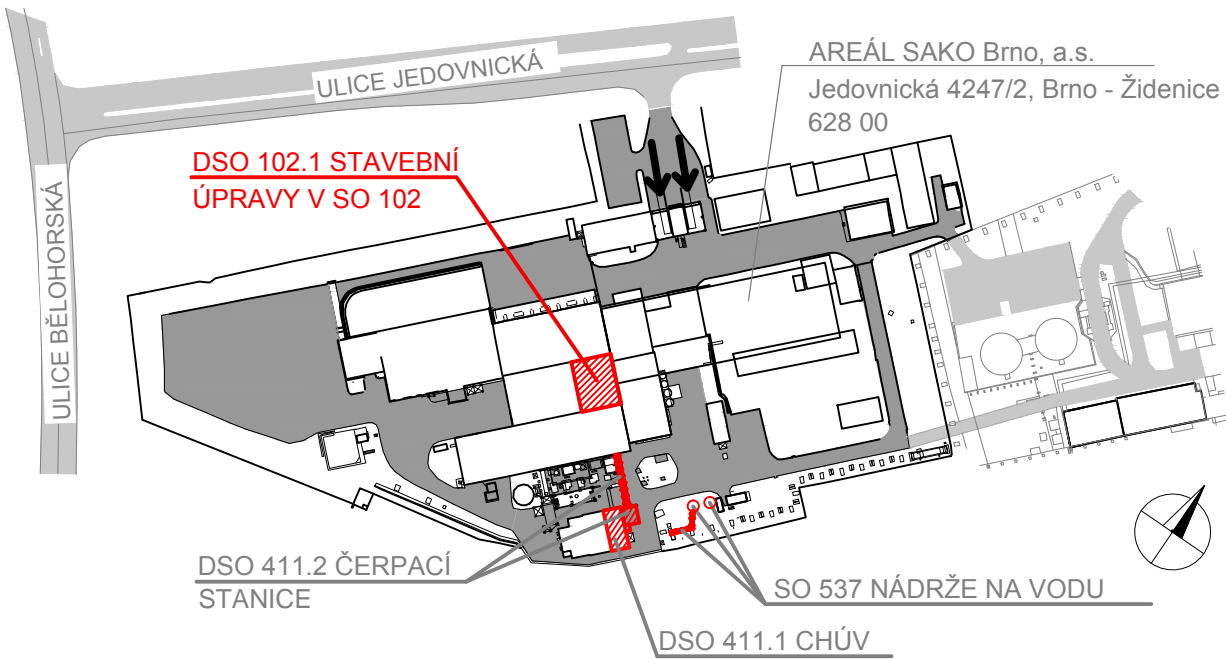 ULICE JEDOVNICKÁ
AREÁL SAKO Brno, a.s.
Jedovnická 4247/2, Brno - Židenice
628 00
DSO 102.1 STAVEBNÍ
ÚPRAVY V SO 102
ULICE BĚLOHORSKÁ
DSO 411.2 ČERPACÍ
STANICE
SO 537 NÁDRŽE NA VODU
DSO 411.1 CHÚV